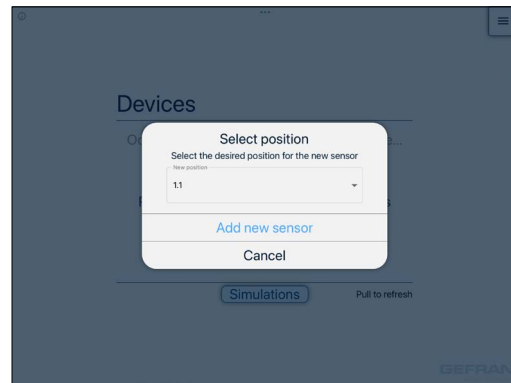 Devices
Select position
Select the desired position for the new sensor
New position
1.1
Add new sensor
Cancel
Simulations
Pull to refresh
GEFRAN